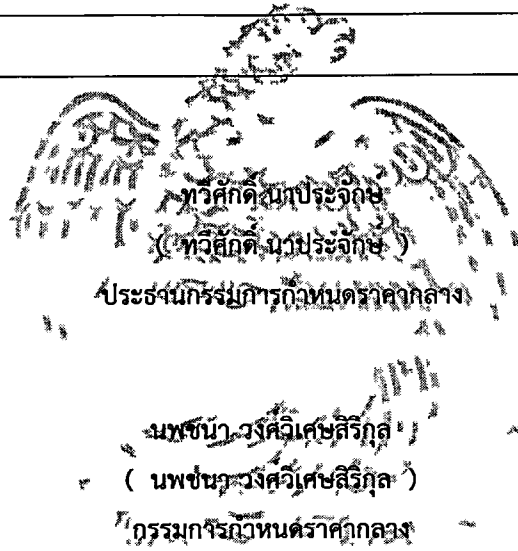 ทวีศักดิ์ นาประจักษ์
( ทวีศักดิ์ นาประจักษ์ )
ประธานกรรมการกำหนดราคากลาง
นพชนา วงศ์วิเศษสิริกุล
( นพชนา วงศ์วิเศษสิริกุล )
กรรมการกำหนดราคากลาง